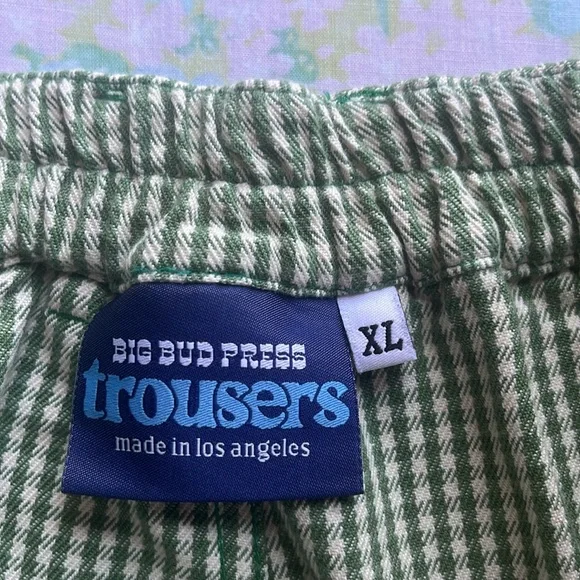 BIG BUD PRESS
trousers
made in los angeles
XL